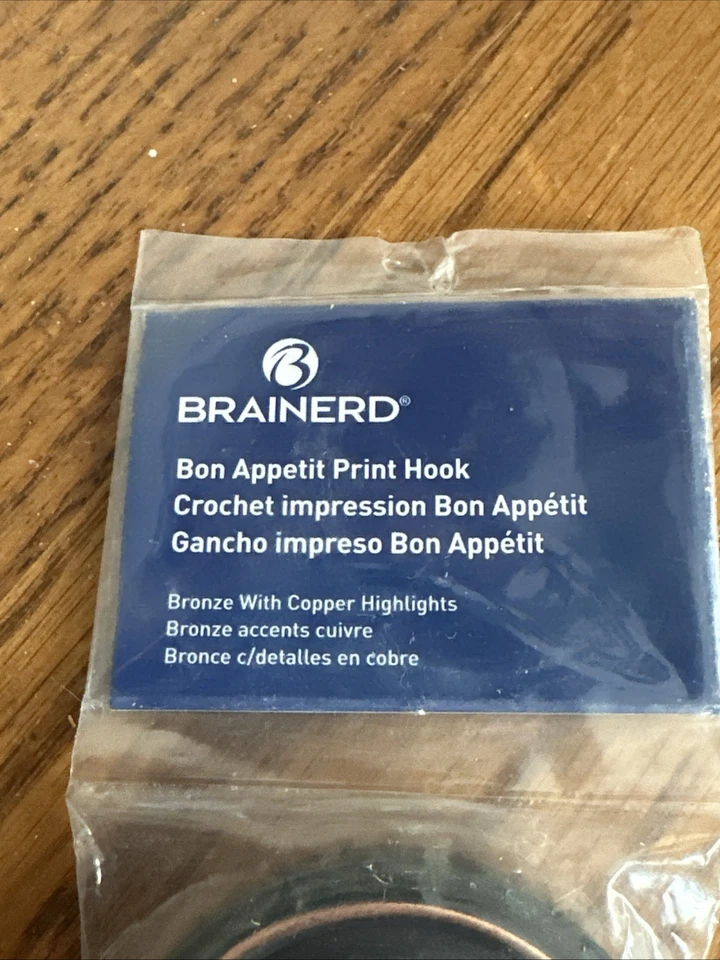 BRAINERD®
Bon Appetit Print Hook
Crochet impression Bon Appétit
Gancho impreso Bon Appétit
Bronze With Copper Highlights
Bronze accents cuivre
Bronce c/detalles en cobre